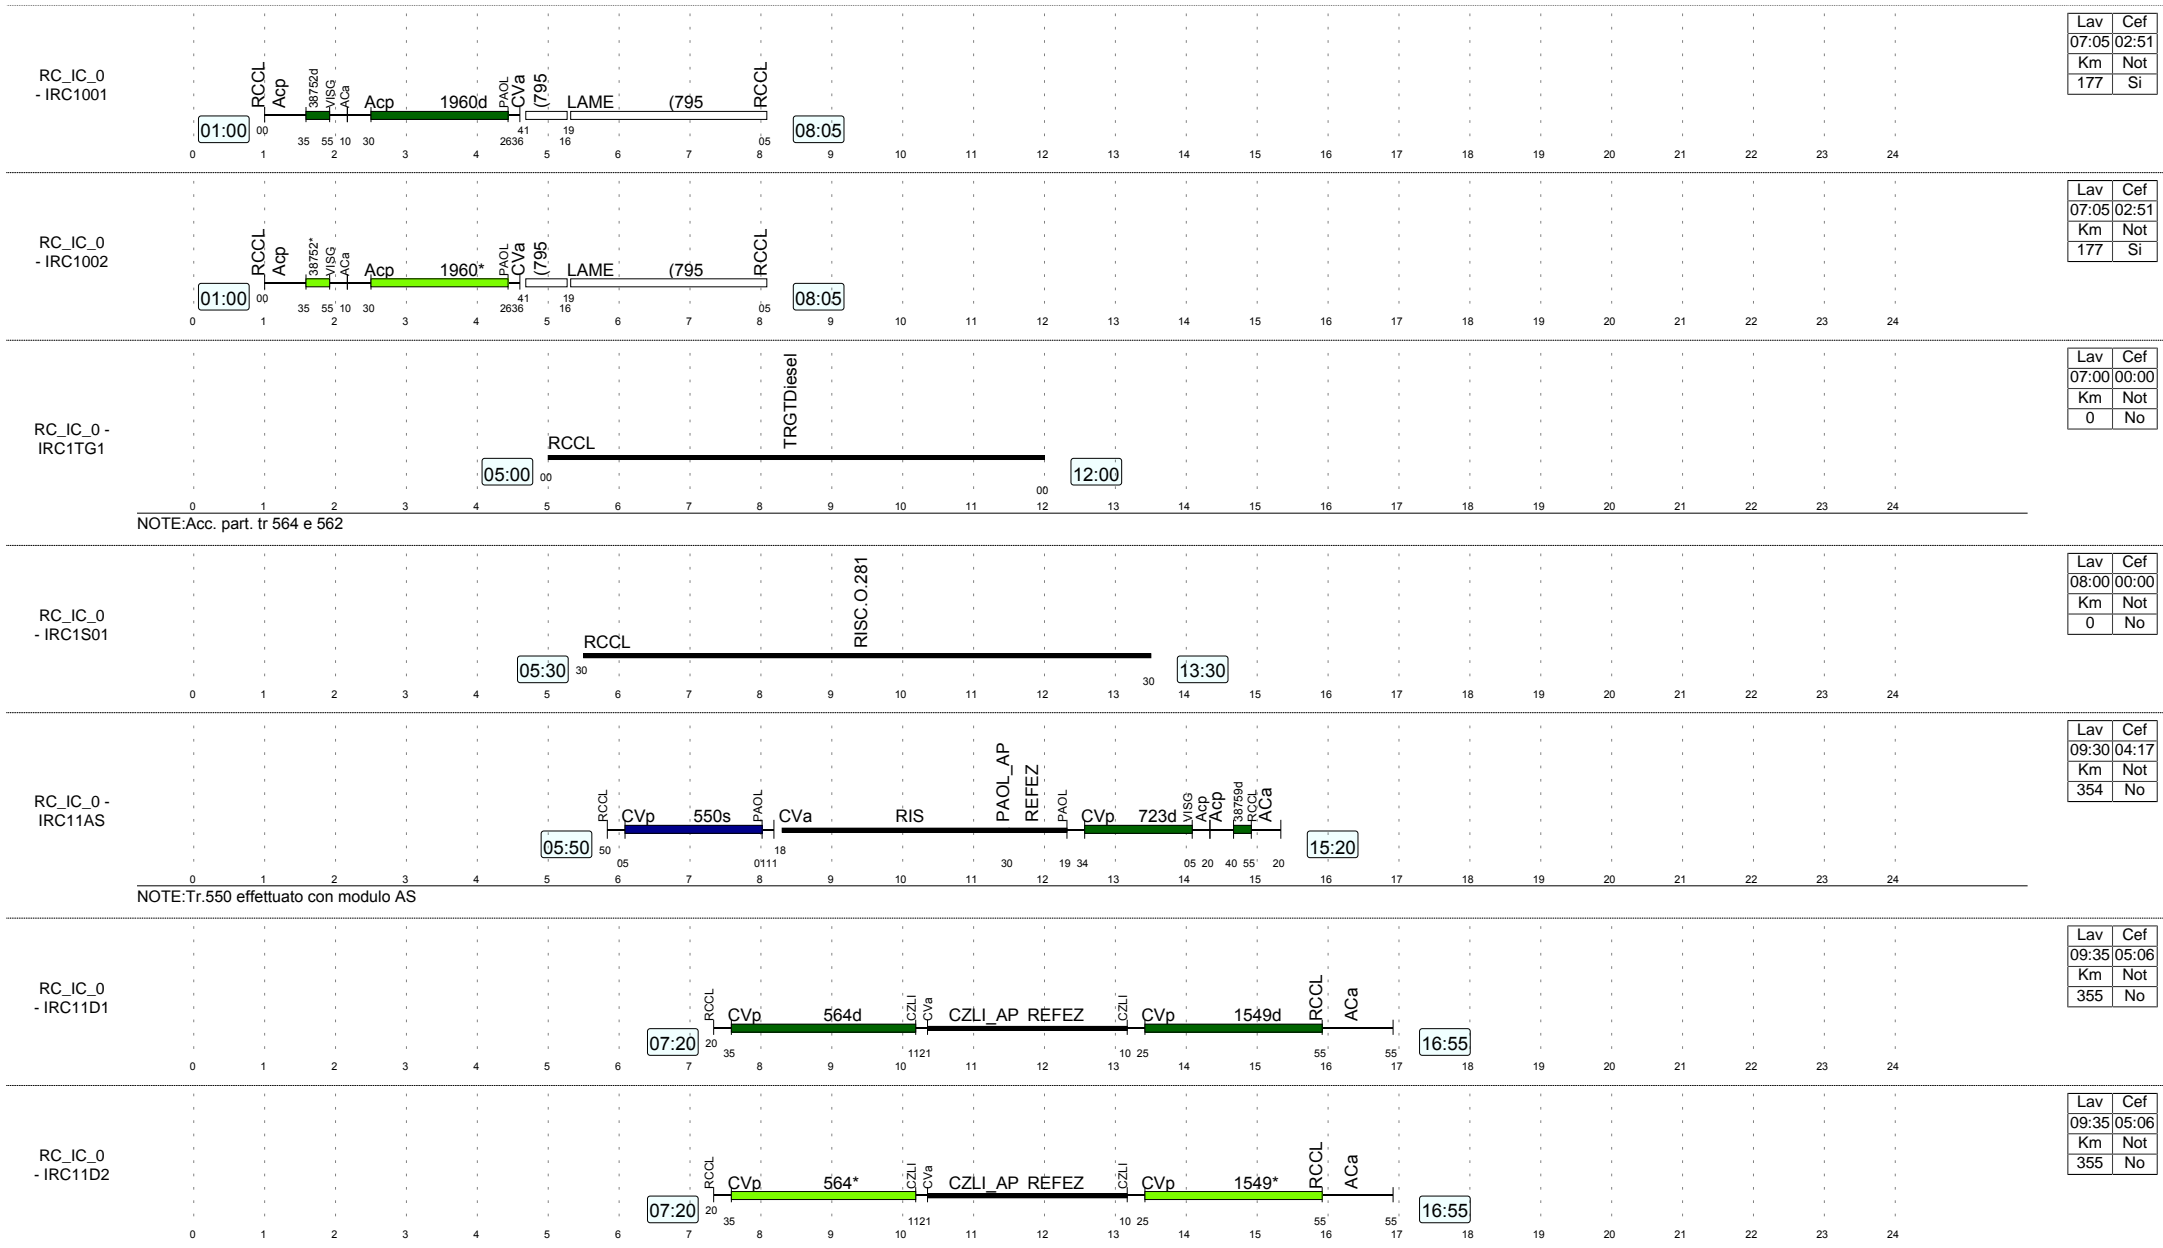 Lav Cef
07:05 02:51
Km Not
177 Si
RC_IC_0
- IRC1001
RCCL Acp 38752d VISG ACa Acp 1960d PAOL CVa (795 LAME (795 RCCL
01:00 00 35 55 10 30 2636 41 16 19 05 08:05
0 1 2 3 4 5 6 7 8 9 10 11 12 13 14 15 16 17 18 19 20 21 22 23 24
Lav Cef
07:05 02:51
Km Not
177 Si
RC_IC_0
- IRC1002
RCCL Acp 38752* VISG ACa Acp 1960* PAOL CVa (795 LAME (795 RCCL
01:00 00 35 55 10 30 2636 41 16 19 05 08:05
0 1 2 3 4 5 6 7 8 9 10 11 12 13 14 15 16 17 18 19 20 21 22 23 24
Lav Cef
07:00 00:00
Km Not
0 No
RC_IC_0 -
IRC1TG1
RCCL TRGTDiesel
05:00 00 00 12:00
0 1 2 3 4 5 6 7 8 9 10 11 12 13 14 15 16 17 18 19 20 21 22 23 24
NOTE:Acc. part. tr 564 e 562
Lav Cef
08:00 00:00
Km Not
0 No
RC_IC_0
- IRC1S01
RCCL RISC.O.281
05:30 30 30 13:30
0 1 2 3 4 5 6 7 8 9 10 11 12 13 14 15 16 17 18 19 20 21 22 23 24
Lav Cef
09:30 04:17
Km Not
354 No
RC_IC_0 -
IRC11AS
RCCL CVp 550s PAOL CVa RIS PAOL_AP REFEZ PAOL CVp 723d VISG Acp Acp 38759d RCCL ACa
05:50 50 05 0111 18 30 19 34 05 20 40 55 20 15:20
0 1 2 3 4 5 6 7 8 9 10 11 12 13 14 15 16 17 18 19 20 21 22 23 24
NOTE:Tr.550 effettuato con modulo AS
Lav Cef
09:35 05:06
Km Not
355 No
RC_IC_0
- IRC11D1
RCCL CVp 564d CZLI CVa CZLI_AP REFEZ CZLI CVp 1549d RCCL ACa
07:20 20 35 1121 10 25 55 55 16:55
0 1 2 3 4 5 6 7 8 9 10 11 12 13 14 15 16 17 18 19 20 21 22 23 24
Lav Cef
09:35 05:06
Km Not
355 No
RC_IC_0
- IRC11D2
RCCL CVp 564* CZLI CVa CZLI_AP REFEZ CZLI CVp 1549* RCCL ACa
07:20 20 35 1121 10 25 55 55 16:55
0 1 2 3 4 5 6 7 8 9 10 11 12 13 14 15 16 17 18 19 20 21 22 23 24